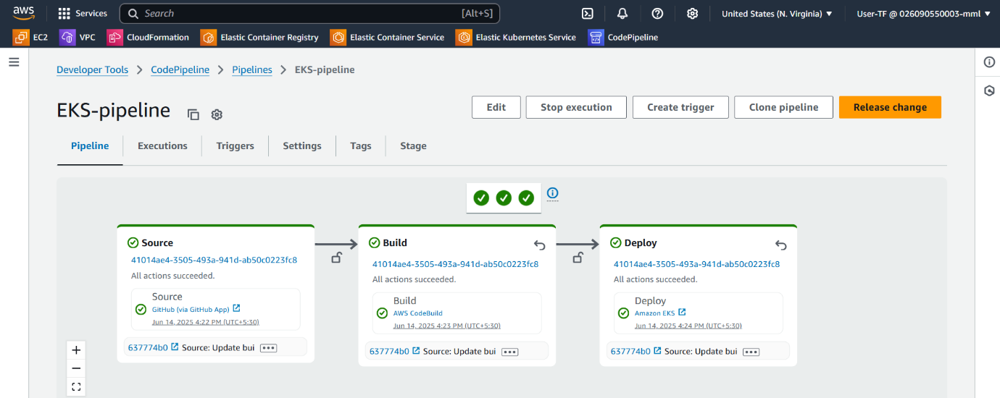 aws
Services
Search
[Alt+S]
United States (N. Virginia)
User-TF @ 026090550003-mml
EC2
VPC
CloudFormation
Elastic Container Registry
Elastic Container Service
Elastic Kubernetes Service
CodePipeline
Developer Tools
CodePipeline
Pipelines
EKS-pipeline
EKS-pipeline
Edit
Stop execution
Create trigger
Clone pipeline
Release change
Pipeline
Executions
Triggers
Settings
Tags
Stage
Source
41014ae4-3505-493a-941d-ab50c0223fc8
All actions succeeded.
Source
GitHub (via GitHub App)
Jun 14, 2025 4:22 PM (UTC+5:30)
637774b0 Source: Update bui
Build
41014ae4-3505-493a-941d-ab50c0223fc8
All actions succeeded.
Build
AWS CodeBuild
Jun 14, 2025 4:23 PM (UTC+5:30)
637774b0 Source: Update bui
Deploy
41014ae4-3505-493a-941d-ab50c0223fc8
All actions succeeded.
Deploy
Amazon EKS
Jun 14, 2025 4:24 PM (UTC+5:30)
637774b0 Source: Update bui